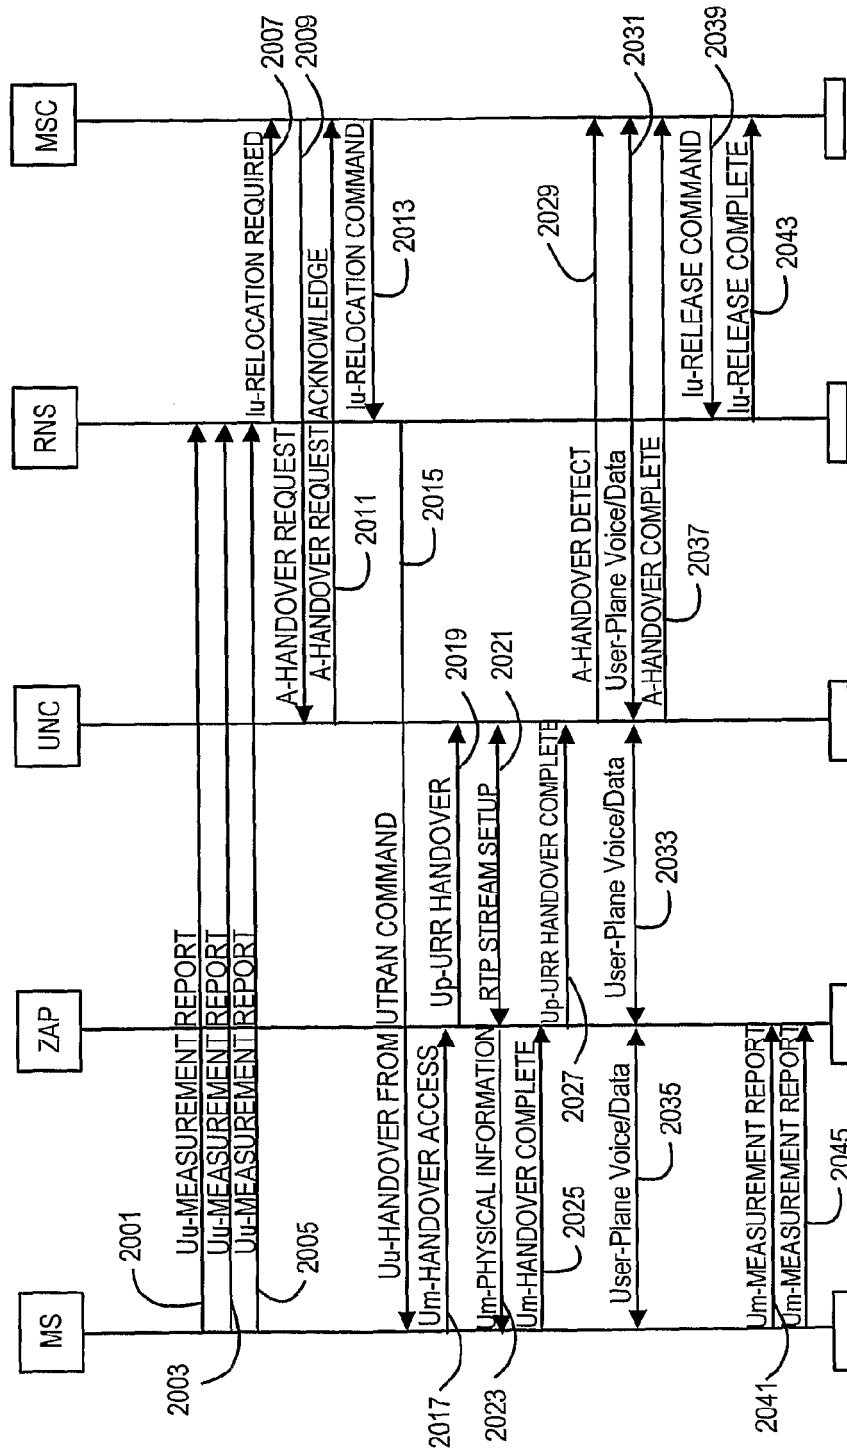 MS
ZAP
UNC
RNS
MSC
2001
Uu-MEASUREMENT REPORT
2003
Uu-MEASUREMENT REPORT
2005
Uu-MEASUREMENT REPORT
Iu-RELOCATION REQUIRED
2007
A-HANDOVER REQUEST
2009
A-HANDOVER REQUEST ACKNOWLEDGE
2011
Iu-RELOCATION COMMAND
2013
Uu-HANDOVER FROM UTRAN COMMAND
2015
Um-HANDOVER ACCESS
2017
Up-URR HANDOVER
2019
RTP STREAM SETUP
2021
Um-PHYSICAL INFORMATION
2023
Um-HANDOVER COMPLETE
2025
Up-URR HANDOVER COMPLETE
2027
A-HANDOVER DETECT
2029
User-Plane Voice/Data
2031
User-Plane Voice/Data
2033
User-Plane Voice/Data
2035
A-HANDOVER COMPLETE
2037
Iu-RELEASE COMMAND
2039
Iu-RELEASE COMPLETE
2043
Um-MEASUREMENT REPORT
2041
Um-MEASUREMENT REPORT
2045